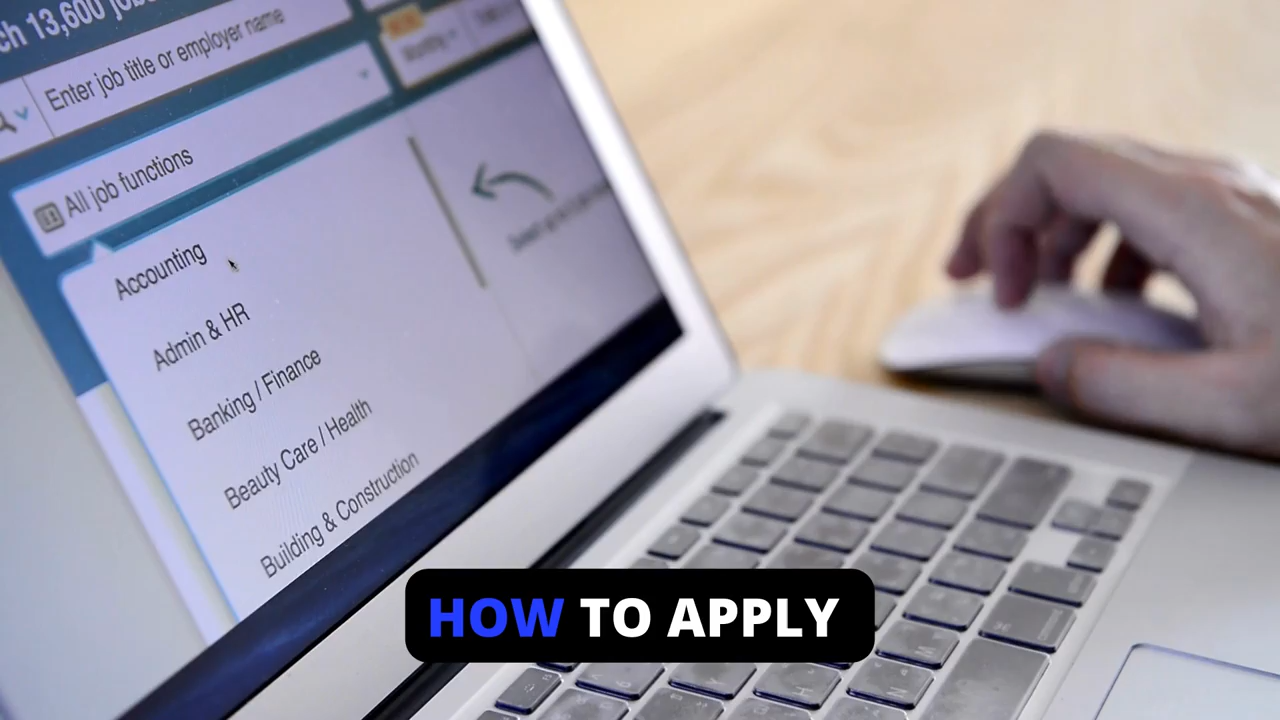 ch 13,600 jobs
Enter job title or employer name
All job functions
Accounting
Admin & HR
Banking / Finance
Beauty Care / Health
Building & Construction
HOW TO APPLY